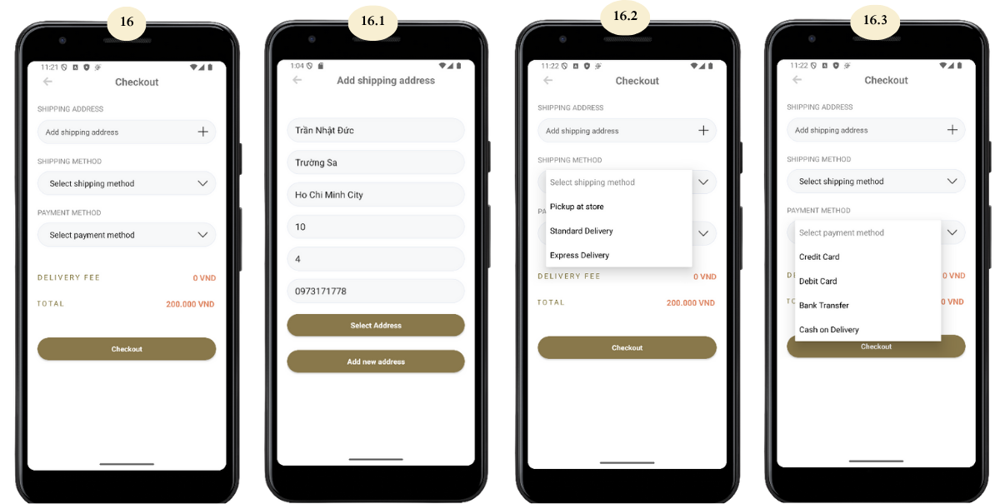 16
11:21
Checkout
SHIPPING ADDRESS
Add shipping address
SHIPPING METHOD
Select shipping method
PAYMENT METHOD
Select payment method
DELIVERY FEE 0 VND
TOTAL 200.000 VND
Checkout
16.1
1:04
Add shipping address
Trần Nhật Đức
Trường Sa
Ho Chi Minh City
10
4
0973171778
Select Address
Add new address
16.2
11:22
Checkout
SHIPPING ADDRESS
Add shipping address
SHIPPING METHOD
Select shipping method
Pickup at store
PA
Standard Delivery
Express Delivery
DELIVERY FEE 0 VND
TOTAL 200.000 VND
Checkout
16.3
11:22
Checkout
SHIPPING ADDRESS
Add shipping address
SHIPPING METHOD
Select shipping method
PAYMENT METHOD
Select payment method
Credit Card
Debit Card
0 VND
Bank Transfer
0 VND
Cash on Delivery
Checkout